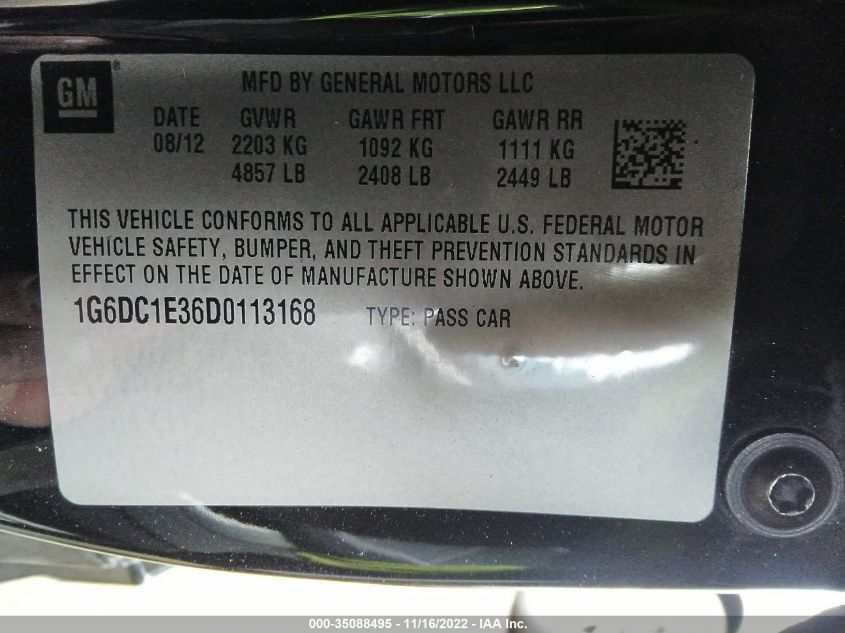 GM®
MFD BY GENERAL MOTORS LLC
DATE GVWR GAWR FRT GAWR RR
08/12 2203 KG 1092 KG 1111 KG
4857 LB 2408 LB 2449 LB
THIS VEHICLE CONFORMS TO ALL APPLICABLE U.S. FEDERAL MOTOR
VEHICLE SAFETY, BUMPER, AND THEFT PREVENTION STANDARDS IN
EFFECT ON THE DATE OF MANUFACTURE SHOWN ABOVE.
1G6DC1E36D0113168 TYPE: PASS CAR
000-35088495 - 11/16/2022 - IAA Inc.